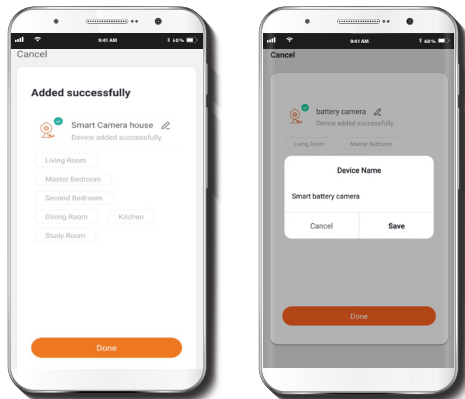 9:41 AM
50%
Cancel
Added successfully
Smart Camera house
Device added successfully
Living Room
Master Bedroom
Second Bedroom
Dining Room
Kitchen
Study Room
Done
9:41 AM
60%
Cancel
battery camera
Device added successfully
Living Room
Master Bedroom
Device Name
Smart battery camera
Cancel
Save
Done